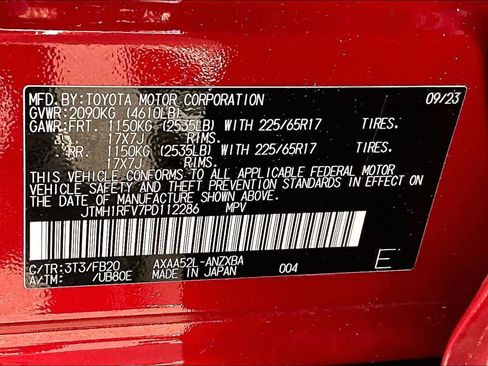 MFD.BY:TOYOTA MOTOR CORPORATION 09/23
GVWR:2090KG (4610LB)
GAWR:FRT. 1150KG (2535LB) WITH 225/65R17 TIRES.
17X7J RIMS.
RR. 1150KG (2535LB) WITH 225/65R17 TIRES.
17X7J RIMS.
THIS VEHICLE CONFORMS TO ALL APPLICABLE FEDERAL MOTOR
VEHICLE SAFETY AND THEFT PREVENTION STANDARDS IN EFFECT ON
THE DATE OF MANUFACTURE SHOWN ABOVE.
JTMH1RFV7PD112286 MPV
C/TR:3T3/FB20 AXAA52L-ANZXBA
A/TM: /UB80E MADE IN JAPAN 004 E